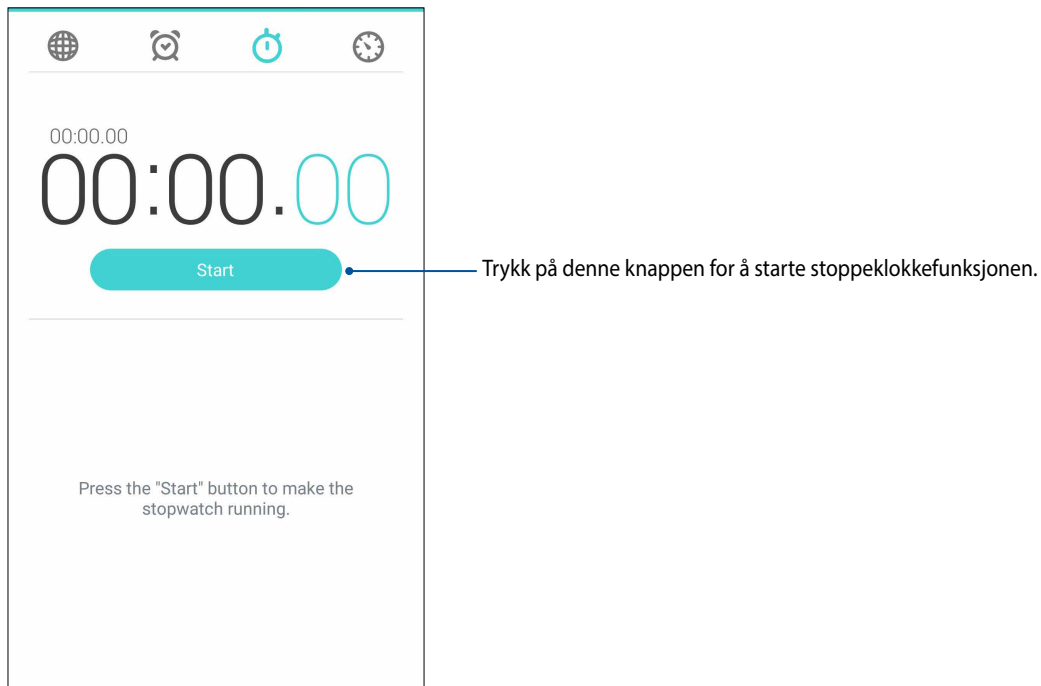 00:00.00
00:00.00
Start
Trykk på denne knappen for å starte stoppeklokkefunksjonen.
Press the "Start" button to make the
stopwatch running.